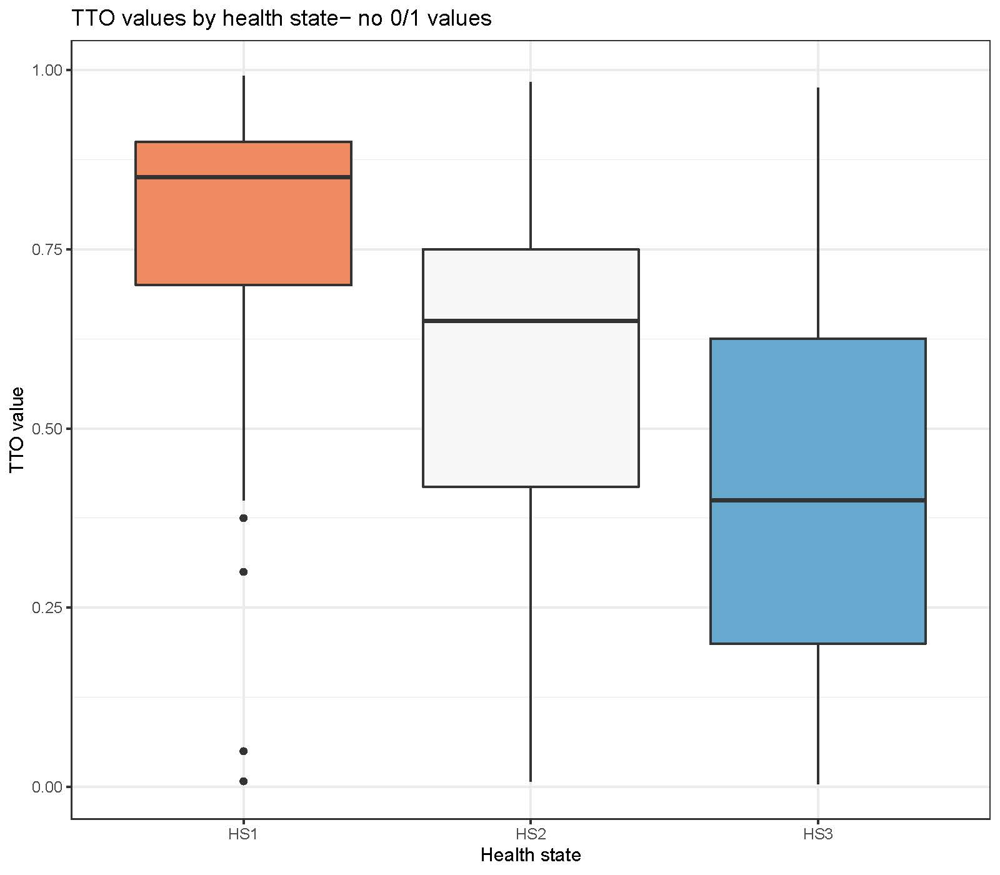 TTO values by health state− no 0/1 values
1.00
0.75
0.50
0.25
0.00
TTO value
HS1 HS2 HS3
Health state